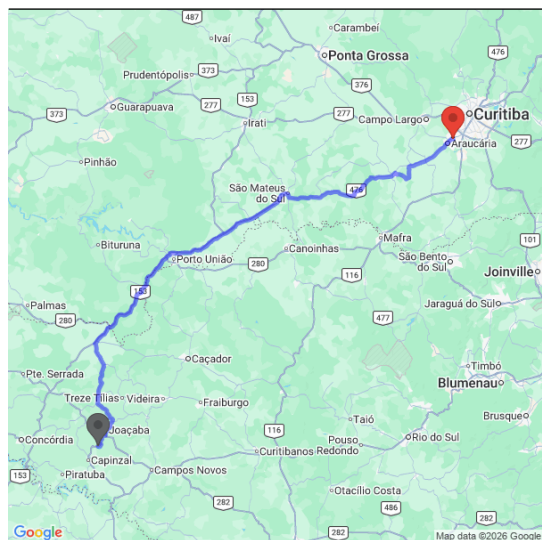 487
Ivaí
Carambeí
476
Ponta Grossa
Prudentópolis
373
373
373
Guarapuava
277
153
277
Campo Largo
Curitiba
Irati
Araucária
277
Pinhão
São Mateus
do Sul
476
Bituruna
Porto União
Canoinhas
Mafra
101
280
116
São Bento
do Sul
Joinville
153
Palmas
280
477
Jaraguá do Sul
Caçador
Pte. Serrada
Timbó
Treze Tílias
Videira
Fraiburgo
Blumenau
Brusque
Taió
Joaçaba
116
Concórdia
Pouso
Redondo
Rio do Sul
Capinzal
Curitibanos
153
Piratuba
Campos Novos
282
Otacílio Costa
282
486
Google
Map data ©2026 Google